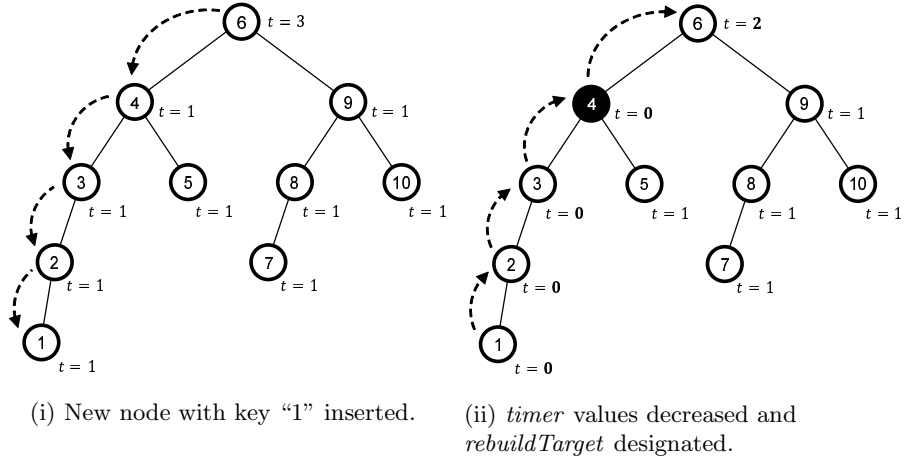 6 t = 3
4 t = 1
9 t = 1
3 t = 1
5 t = 1
8 t = 1
10 t = 1
2 t = 1
7 t = 1
1 t = 1
(i) New node with key “1” inserted.
6 t = 2
4 t = 0
9 t = 1
3 t = 0
5 t = 1
8 t = 1
10 t = 1
2 t = 0
7 t = 1
1 t = 0
(ii) timer values decreased and
rebuildTarget designated.